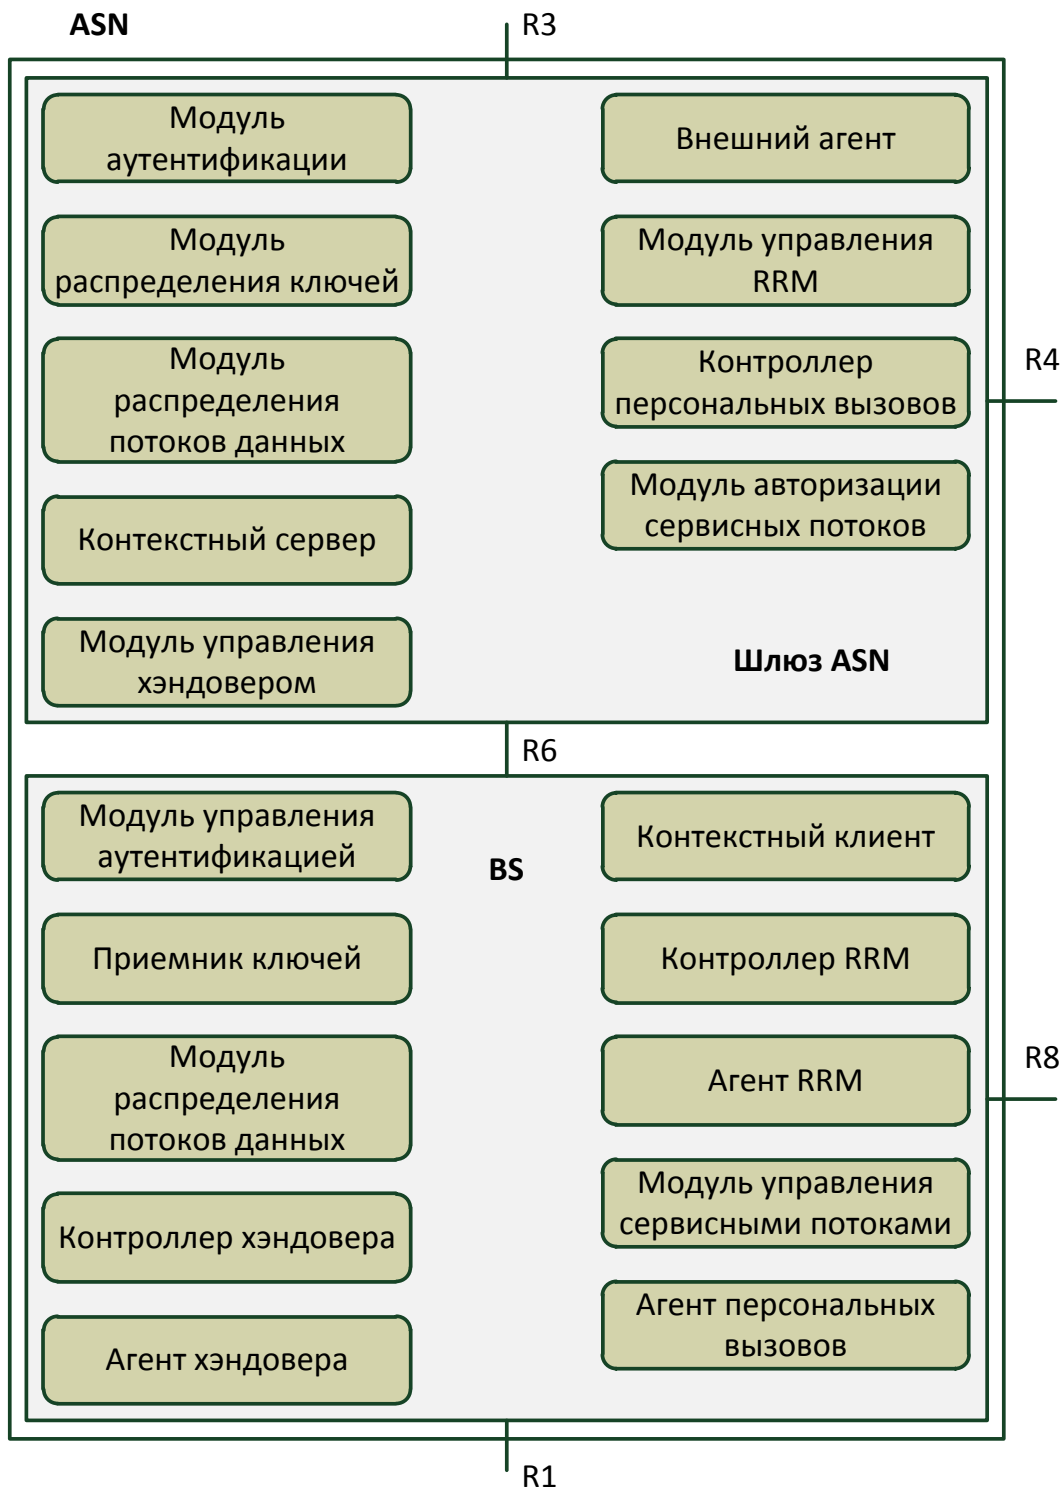 ASN
R3
Модуль
аутентификации
Внешний агент
Модуль
распределения ключей
Модуль управления
RRM
Модуль
распределения
потоков данных
Контроллер
персональных вызовов
R4
Контекстный сервер
Модуль авторизации
сервисных потоков
Модуль управления
хэндовером
Шлюз ASN
R6
Модуль управления
аутентификацией
BS
Контекстный клиент
Приемник ключей
Контроллер RRM
Модуль
распределения
потоков данных
Агент RRM
R8
Контроллер хэндовера
Модуль управления
сервисными потоками
Агент хэндовера
Агент персональных
вызовов
R1